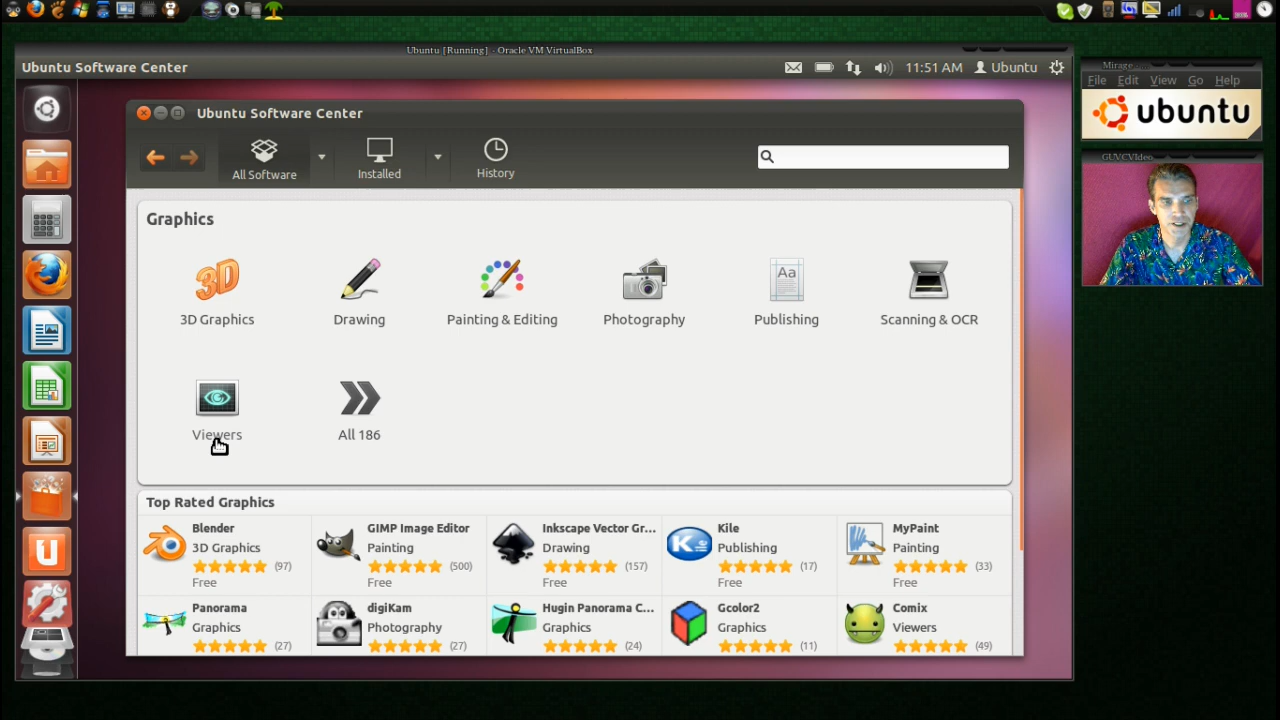 Ubuntu [Running] - Oracle VM VirtualBox
Ubuntu Software Center
11:51 AM
Ubuntu
Mirage
File Edit View Go Help
ubuntu
GUVCVideo
Ubuntu Software Center
All Software
Installed
History
Graphics
3D
Aa
3D Graphics
Drawing
Painting & Editing
Photography
Publishing
Scanning & OCR
Viewers
All 186
Top Rated Graphics
Blender
3D Graphics
(97)
Free
GIMP Image Editor
Painting
(500)
Free
Inkscape Vector Gr...
Drawing
(157)
Free
Kile
Publishing
(17)
Free
MyPaint
Painting
(33)
Free
Panorama
Graphics
(27)
digiKam
Photography
(27)
Hugin Panorama C...
Graphics
(24)
Gcolor2
Graphics
(11)
Comix
Viewers
(49)